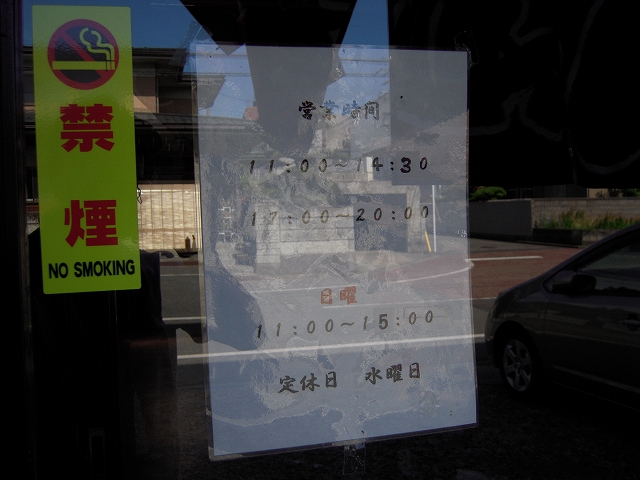 禁
煙
NO SMOKING
営業時間
11:00～14:30
17:00～20:00
日曜
11:00～15:00
定休日 水曜日